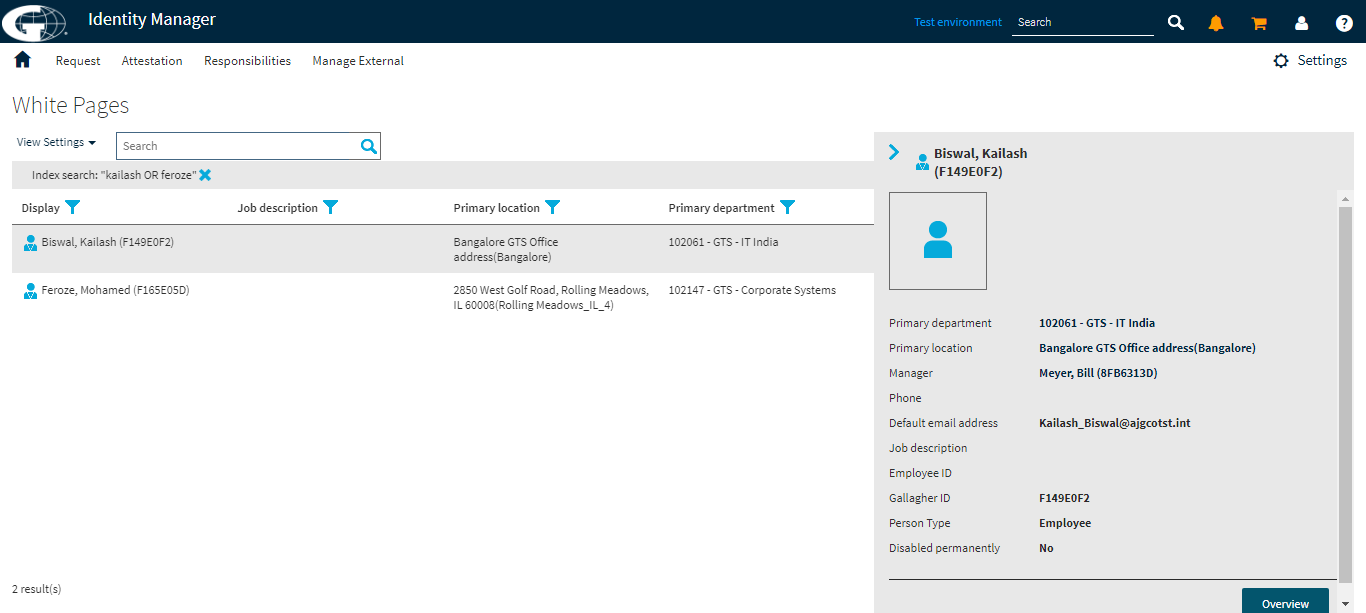 Identity Manager
Test environment
Search
Request
Attestation
Responsibilities
Manage External
Settings
White Pages
View Settings
Search
Index search: "kailash OR feroze"
Display
Job description
Primary location
Primary department
Biswal, Kailash (F149E0F2)
Bangalore GTS Office
address(Bangalore)
102061 - GTS - IT India
Feroze, Mohamed (F165E05D)
2850 West Golf Road, Rolling Meadows,
IL 60008(Rolling Meadows_IL_4)
102147 - GTS - Corporate Systems
2 result(s)
Biswal, Kailash
(F149E0F2)
Primary department 102061 - GTS - IT India
Primary location Bangalore GTS Office address(Bangalore)
Manager Meyer, Bill (8FB6313D)
Phone
Default email address Kailash_Biswal@ajgcotst.int
Job description
Employee ID
Gallagher ID F149E0F2
Person Type Employee
Disabled permanently No
Overview